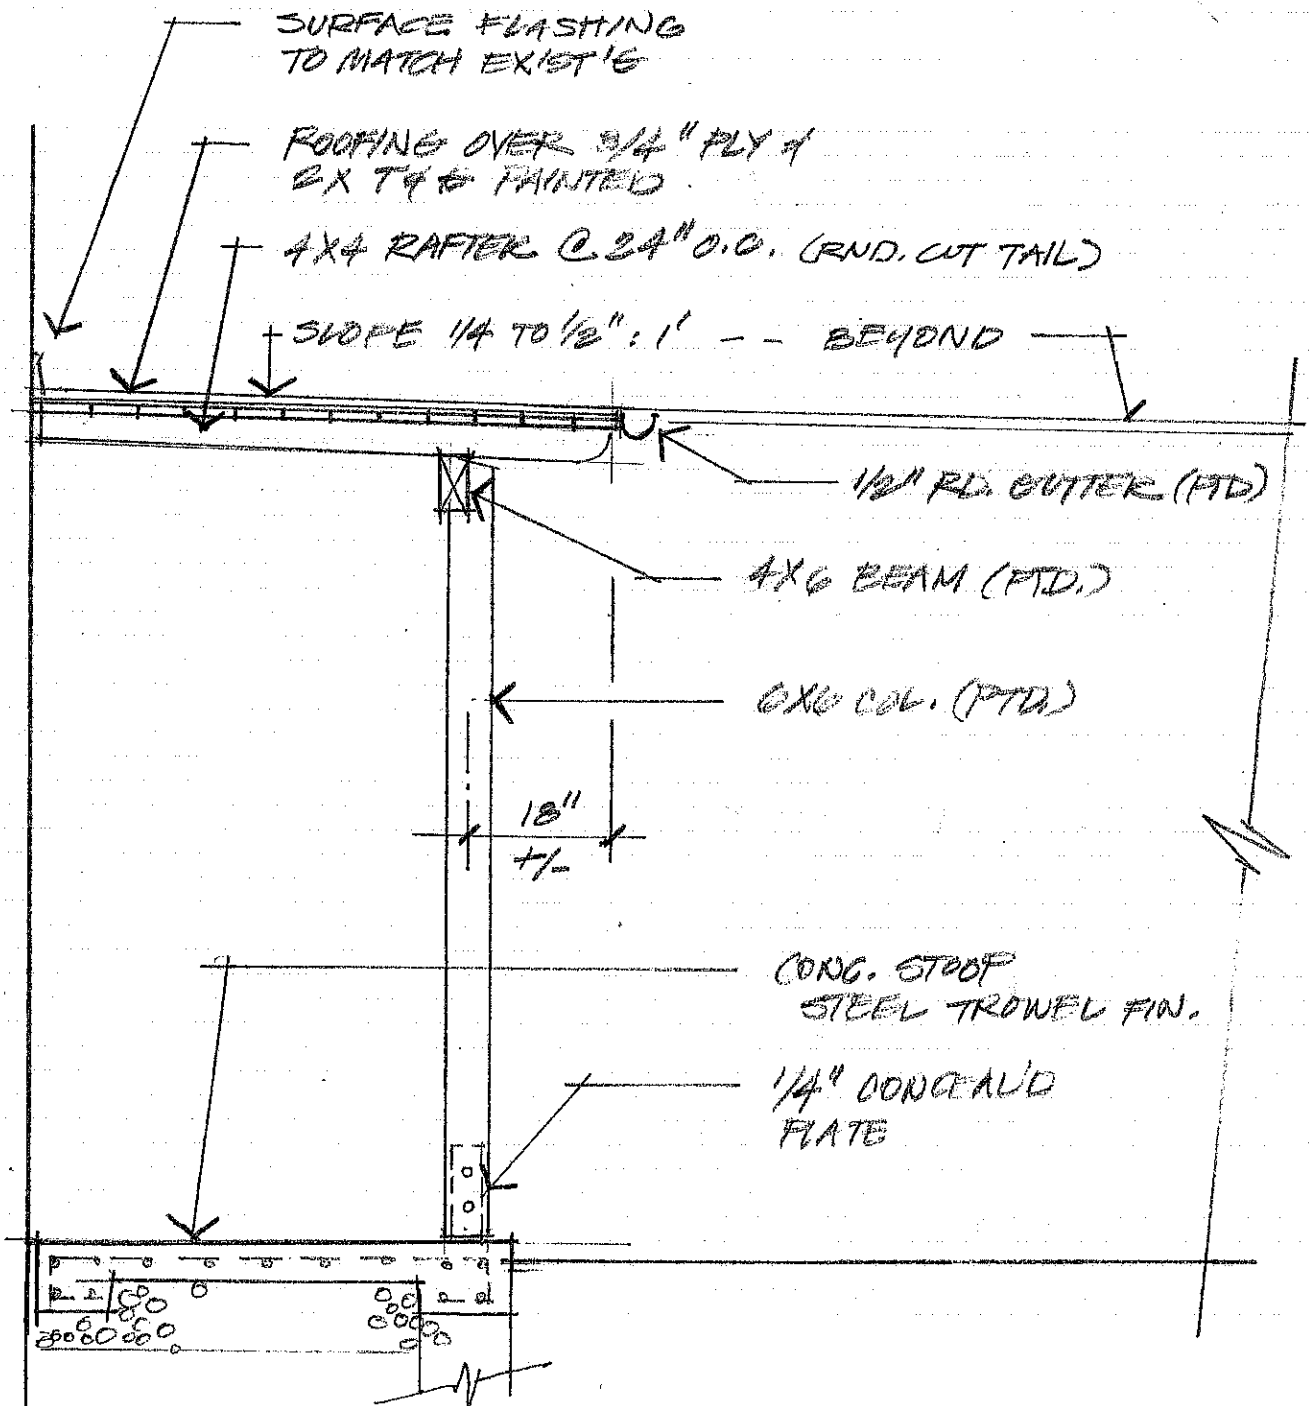 SURFACE FLASHING
TO MATCH EXIST'G
ROOFING OVER 3/4" PLY &
2X T&G PAINTED
4X4 RAFTER @ 24" O.C. (RND. CUT TAIL)
SLOPE 1/4 TO 1/2" : 1' -- BEYOND
1/2" RD. GUTTER (PTD)
4X6 BEAM (PTD.)
6X6 COL. (PTD.)
18"
+/-
CONC. STOOP
STEEL TROWEL FIN.
1/4" CONCEAL'D
PLATE